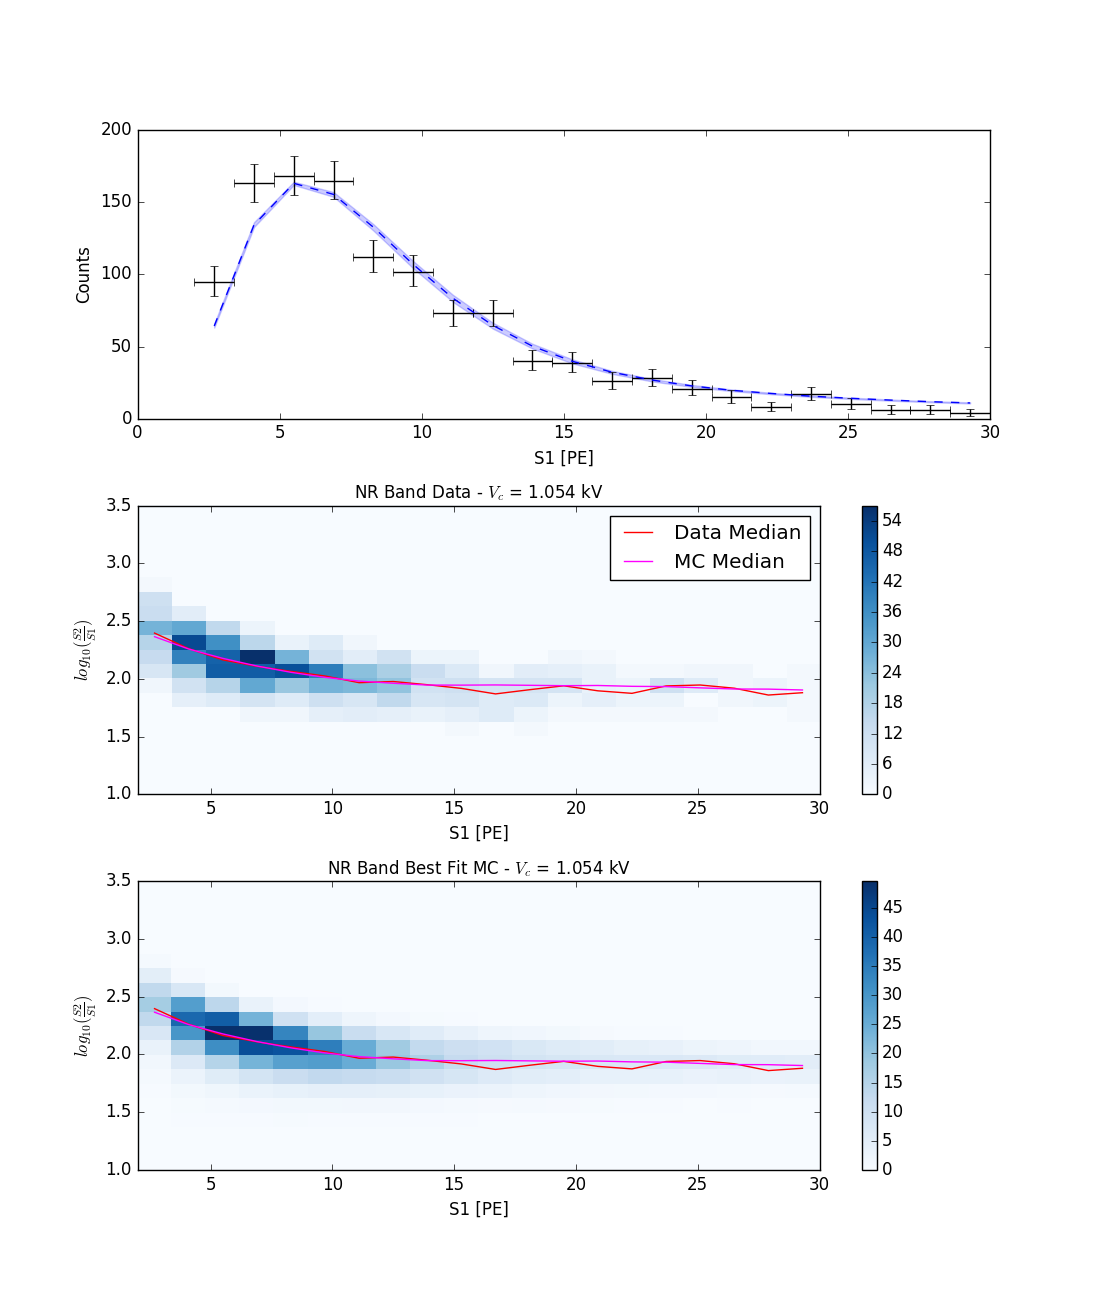 200
150
100
50
0
Counts
0 5 10 15 20 25 30
S1 [PE]
NR Band Data - V_c = 1.054 kV
3.5
3.0
2.5
2.0
1.5
1.0
log_10(S2/S1)
Data Median
MC Median
54
48
42
36
30
24
18
12
6
0
5 10 15 20 25 30
S1 [PE]
NR Band Best Fit MC - V_c = 1.054 kV
3.5
3.0
2.5
2.0
1.5
1.0
log_10(S2/S1)
45
40
35
30
25
20
15
10
5
0
5 10 15 20 25 30
S1 [PE]